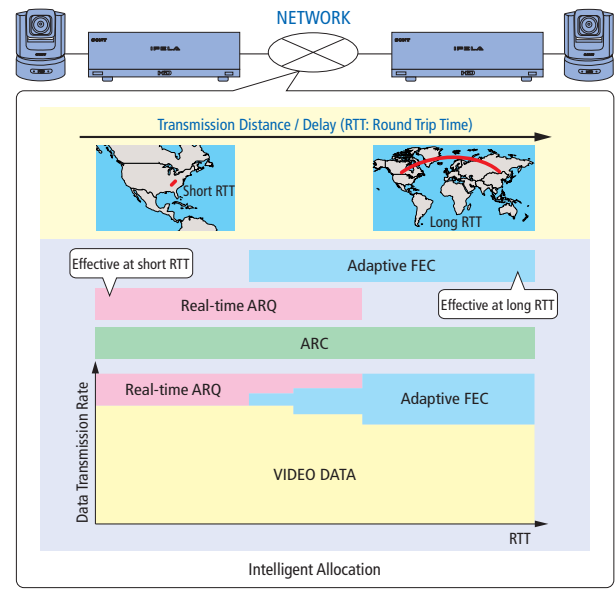 NETWORK
SONY
IPELA
HD
SONY
IPELA
HD
Transmission Distance / Delay (RTT: Round Trip Time)
Short RTT
Long RTT
Effective at short RTT
Adaptive FEC
Effective at long RTT
Real-time ARQ
ARC
Data Transmission Rate
Real-time ARQ
Adaptive FEC
VIDEO DATA
RTT
Intelligent Allocation